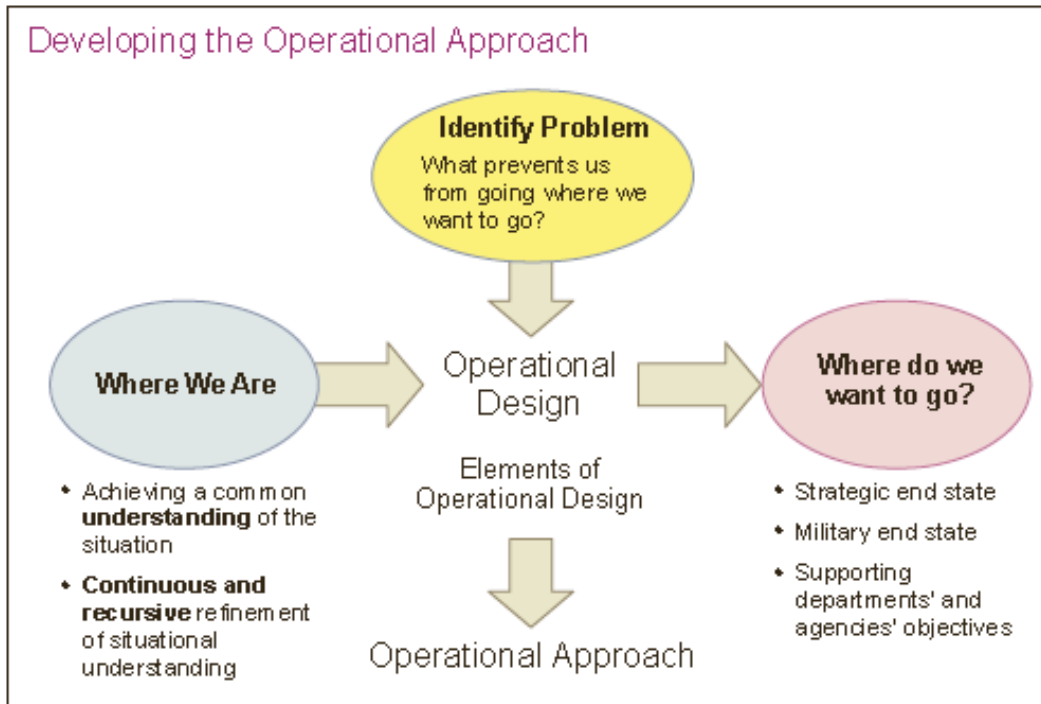 Developing the Operational Approach
Identify Problem
What prevents us
from going where we
want to go?
Where We Are
Operational
Design
Where do we
want to go?
Elements of
Operational Design
• Achieving a common
understanding of the
situation
• Continuous and
recursive refinement
of situational
understanding
• Strategic end state
• Military end state
• Supporting
departments' and
agencies' objectives
Operational Approach